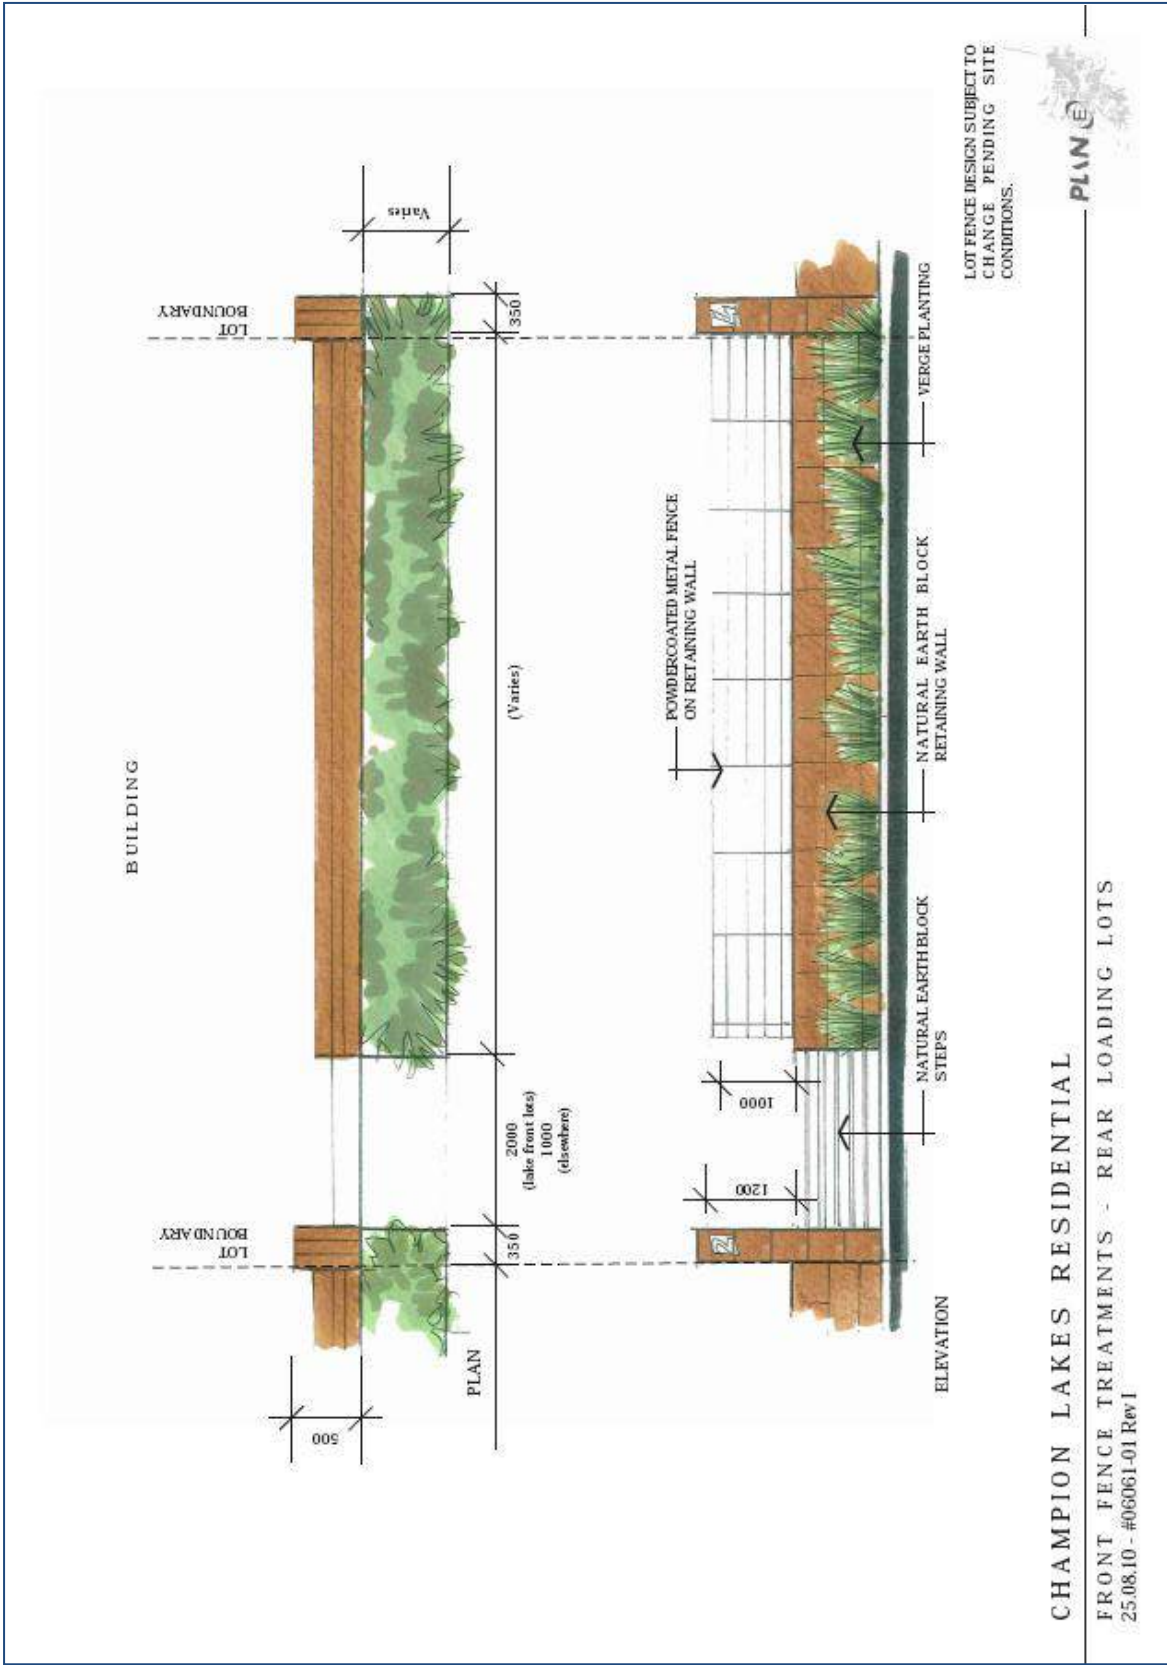 BUILDING
LOT
BOUNDARY
LOT
BOUNDARY
500
Varies
350
2000
(lake front lots)
1000
(elsewhere)
(Varies)
350
PLAN
POWDERCOATED METAL FENCE
ON RETAINING WALL
1200
1000
2
4
NATURAL EARTH BLOCK
STEPS
NATURAL EARTH BLOCK
RETAINING WALL
VERGE PLANTING
ELEVATION
LOT FENCE DESIGN SUBJECT TO
CHANGE PENDING SITE
CONDITIONS.
CHAMPION LAKES RESIDENTIAL
PLAN E
FRONT FENCE TREATMENTS - REAR LOADING LOTS
25.08.10 - #06061-01 Rev I